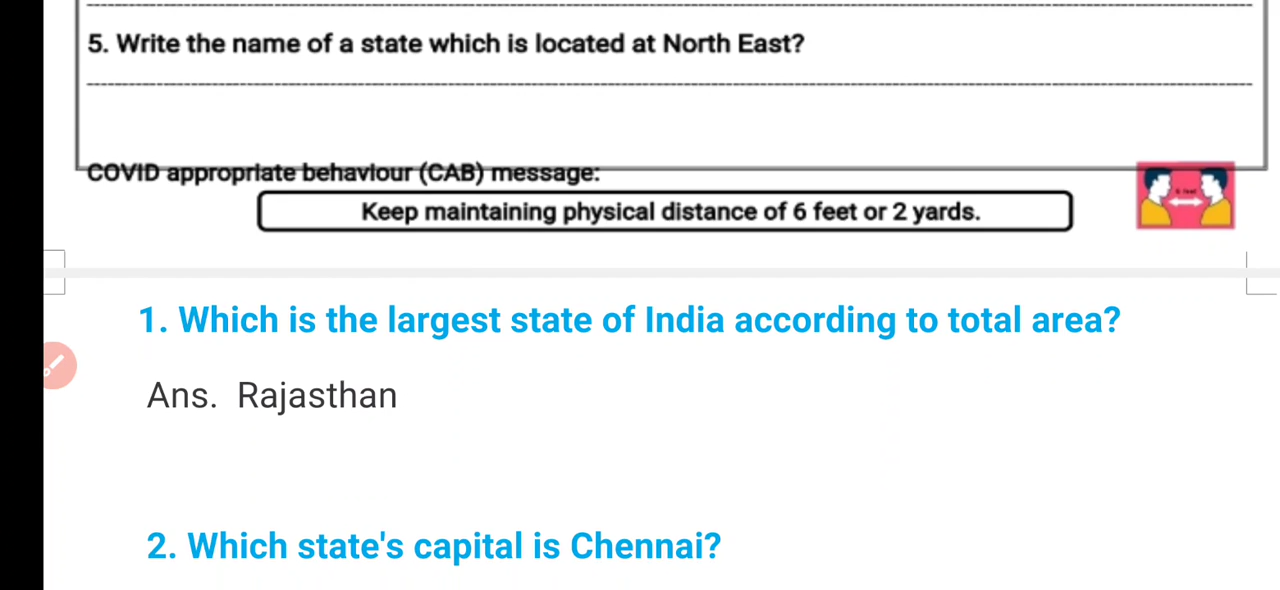 5. Write the name of a state which is located at North East?
COVID appropriate behaviour (CAB) message:
Keep maintaining physical distance of 6 feet or 2 yards.
6 feet
1. Which is the largest state of India according to total area?
Ans. Rajasthan
2. Which state's capital is Chennai?